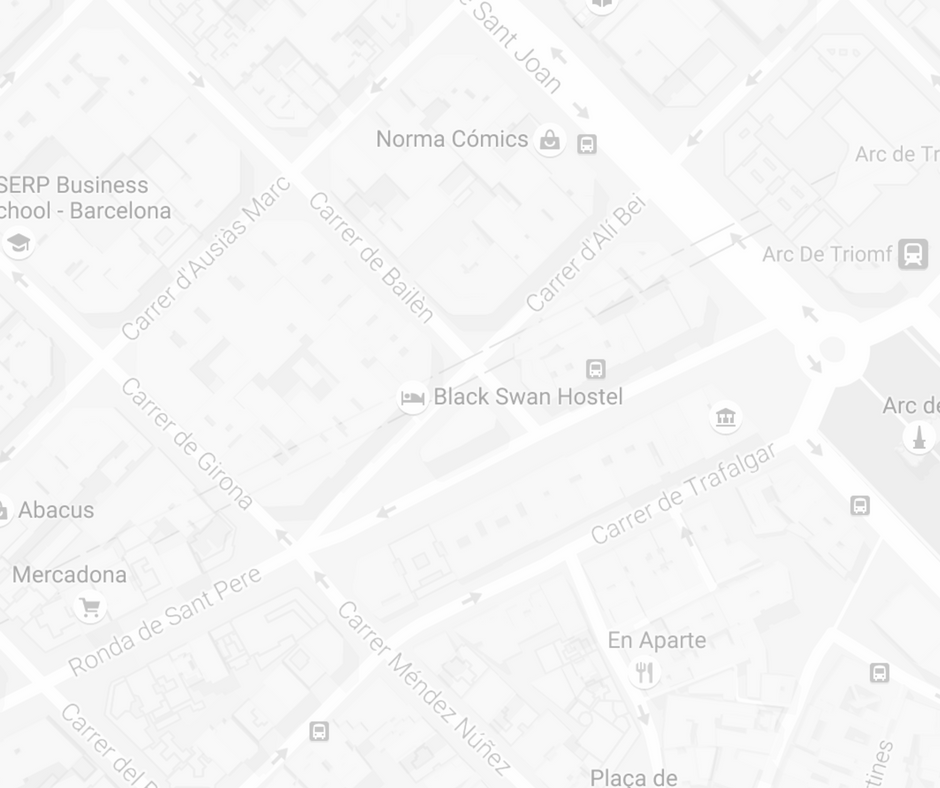 Sant Joan
Norma Cómics
Arc de Tr
SERP Business
chool - Barcelona
Carrer d'Ausiàs Marc
Carrer de Bailèn
Carrer d'Alí Bei
Arc De Triomf
Black Swan Hostel
Arc de
Carrer de Girona
Carrer de Trafalgar
Abacus
Mercadona
Ronda de Sant Pere
Carrer Méndez Núñez
En Aparte
Carrer del
Plaça de
tines